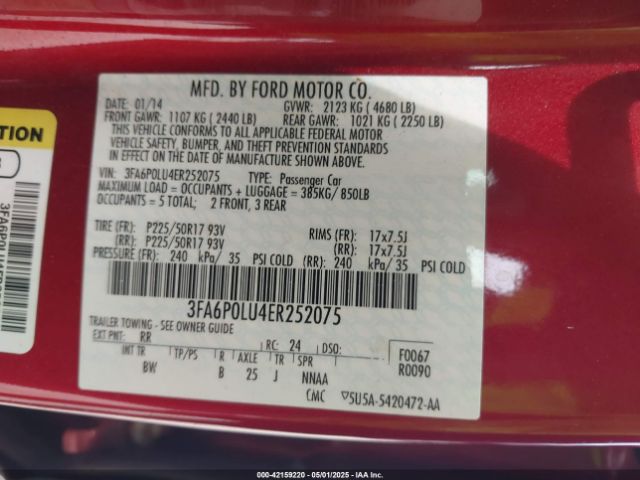 MFD. BY FORD MOTOR CO.
DATE: 01/14 GVWR: 2123 KG (4680 LB)
FRONT GAWR: 1107 KG (2440 LB) REAR GAWR: 1021 KG (2250 LB)
THIS VEHICLE CONFORMS TO ALL APPLICABLE FEDERAL MOTOR
VEHICLE SAFETY, BUMPER, AND THEFT PREVENTION STANDARDS
IN EFFECT ON THE DATE OF MANUFACTURE SHOWN ABOVE.
VIN: 3FA6P0LU4ER252075 TYPE: Passenger Car
MAXIMUM LOAD = OCCUPANTS + LUGGAGE = 385KG/ 850LB
OCCUPANTS = 5 TOTAL; 2 FRONT, 3 REAR
TIRE (FR): P225/50R17 93V RIMS (FR): 17x7.5J
(RR): P225/50R17 93V (RR): 17x7.5J
PRESSURE (FR): 240 kPa/ 35 PSI COLD (RR): 240 kPa/ 35 PSI COLD
3FA6P0LU4ER252075
TRAILER TOWING - SEE OWNER GUIDE
EXT PNT: RR RC: 24 DSO: F0067
INT TR TP/PS R AXLE TR SPR R0090
BW B 25 J NNAA
CMC 5U5A-5420472-AA
TION
000-42159220 - 05/01/2025 - IAAI.com